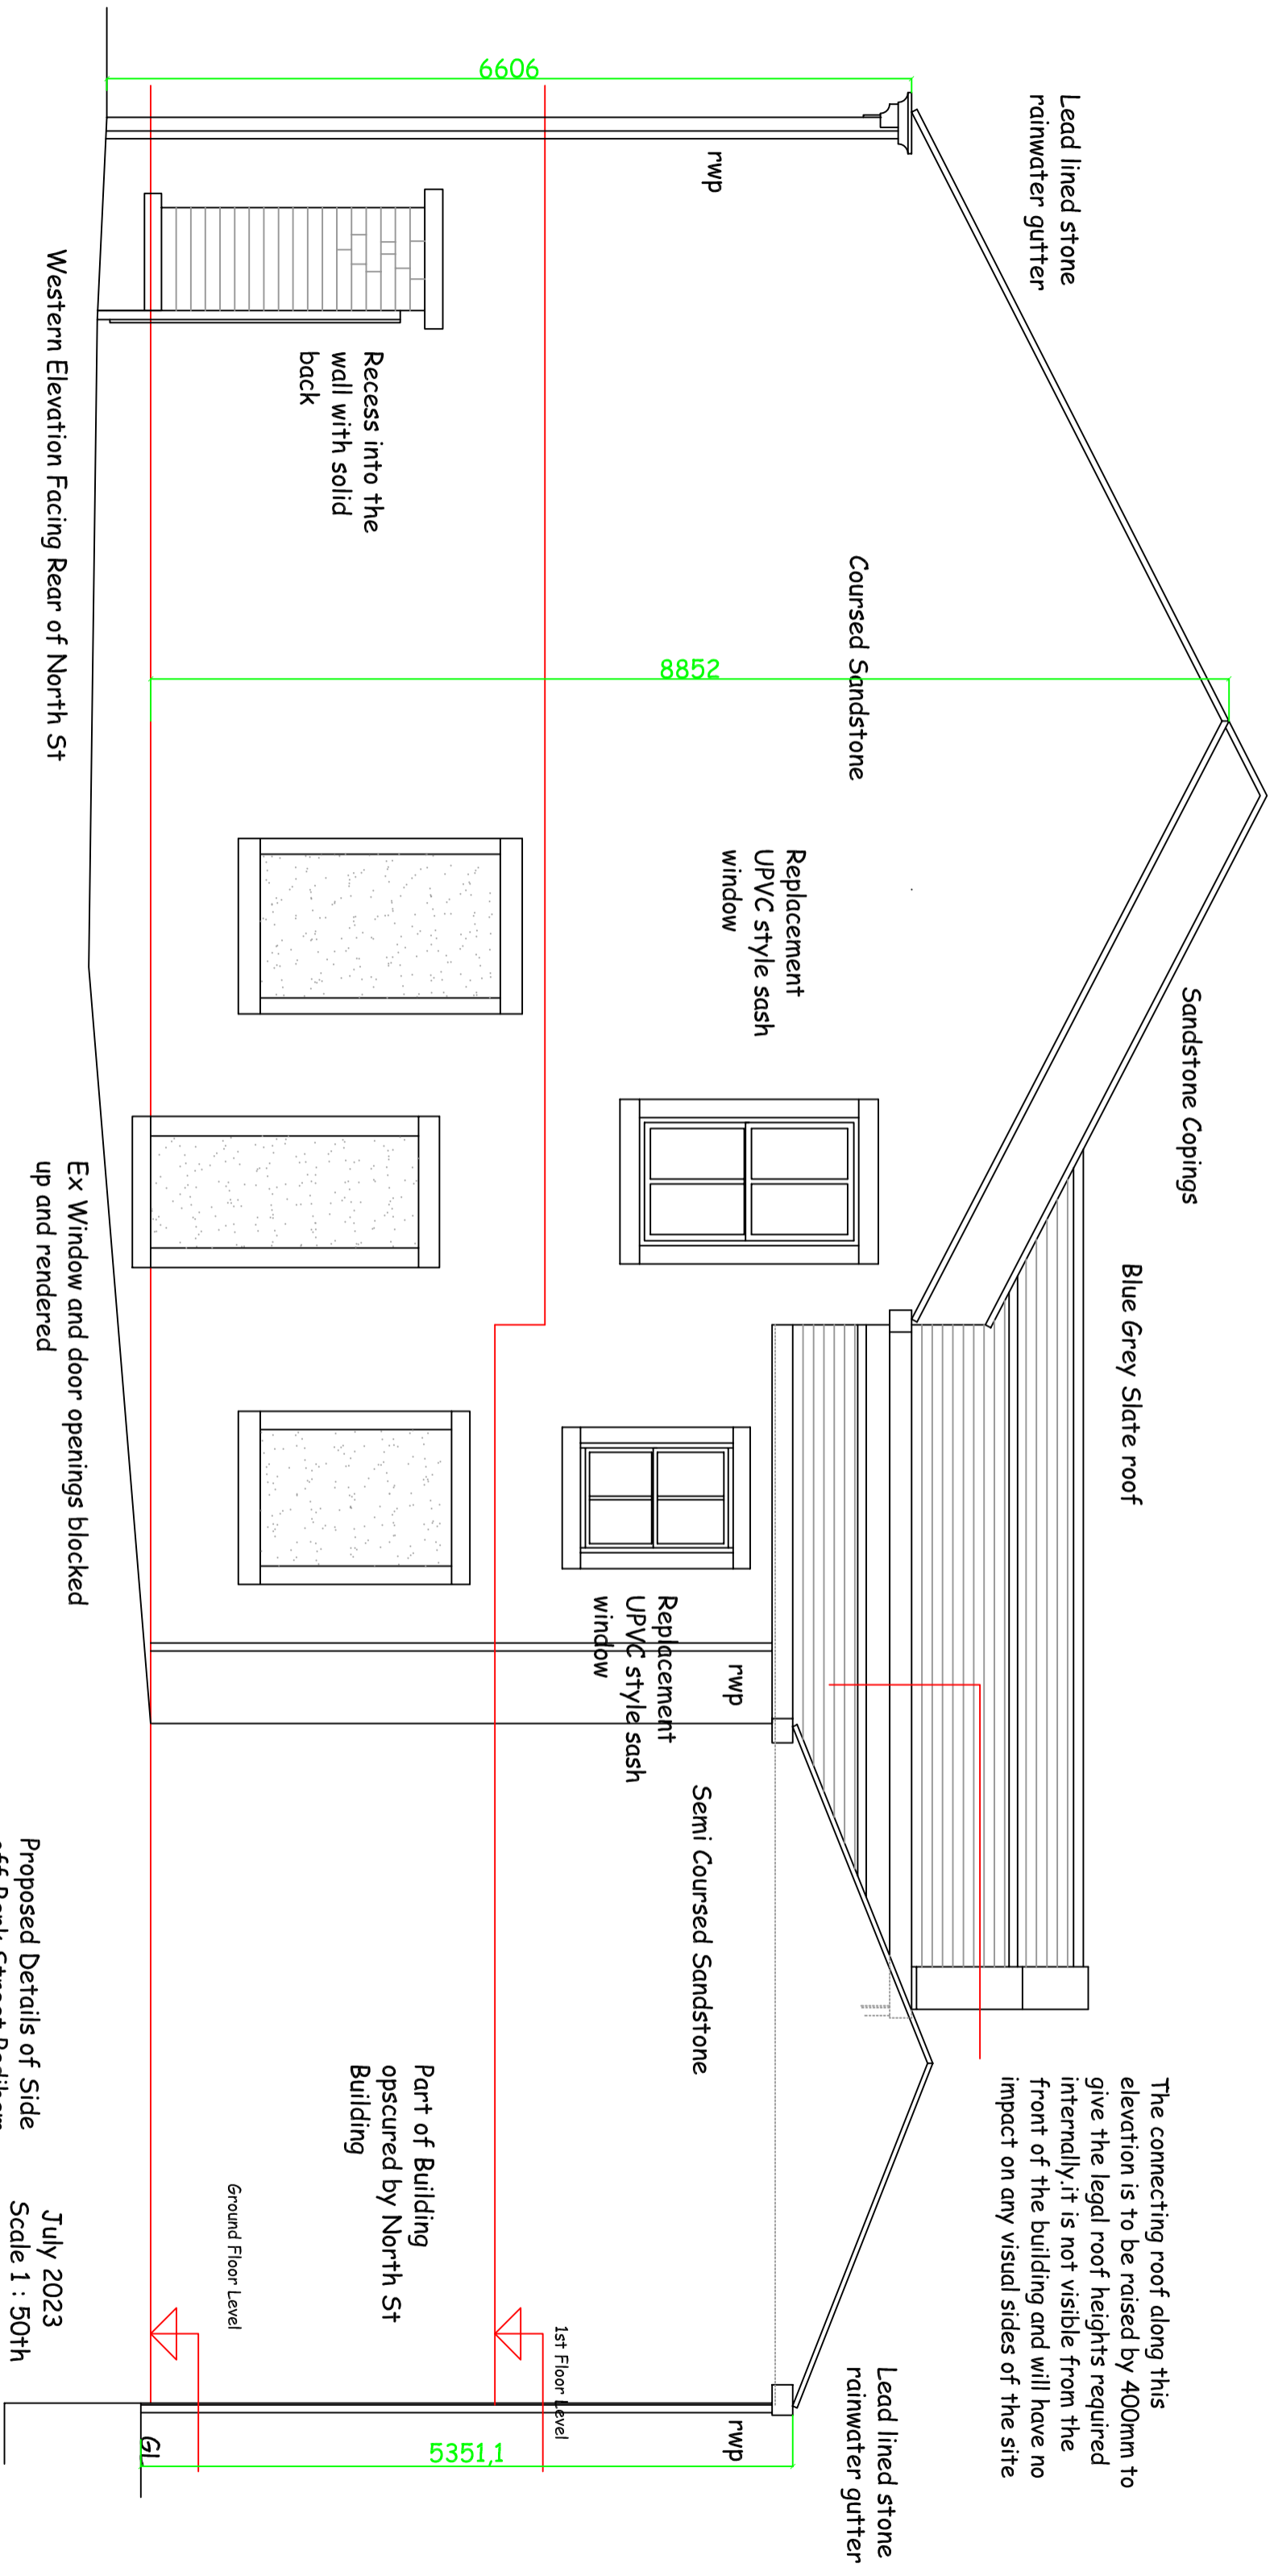 Lead lined stone
rainwater gutter
6606
rwp
Recess into the
wall with solid
back
Western Elevation Facing Rear of North St
Coursed Sandstone
8852
Replacement
UPVC style sash
window
Sandstone Copings
Blue Grey Slate roof
Ex Window and door openings blocked
up and rendered
Replacement
UPVC style sash
window
rwp
Semi Coursed Sandstone
The connecting roof along this
elevation is to be raised by 400mm to
give the legal roof heights required
internally.it is not visible from the
front of the building and will have no
impact on any visual sides of the site
Part of Building
opscured by North St
Building
Ground Floor Level
1st Floor Level
Lead lined stone
rainwater gutter
rwp
5351,1
GL
Proposed Details of Side
July 2023
Scale 1 : 50th